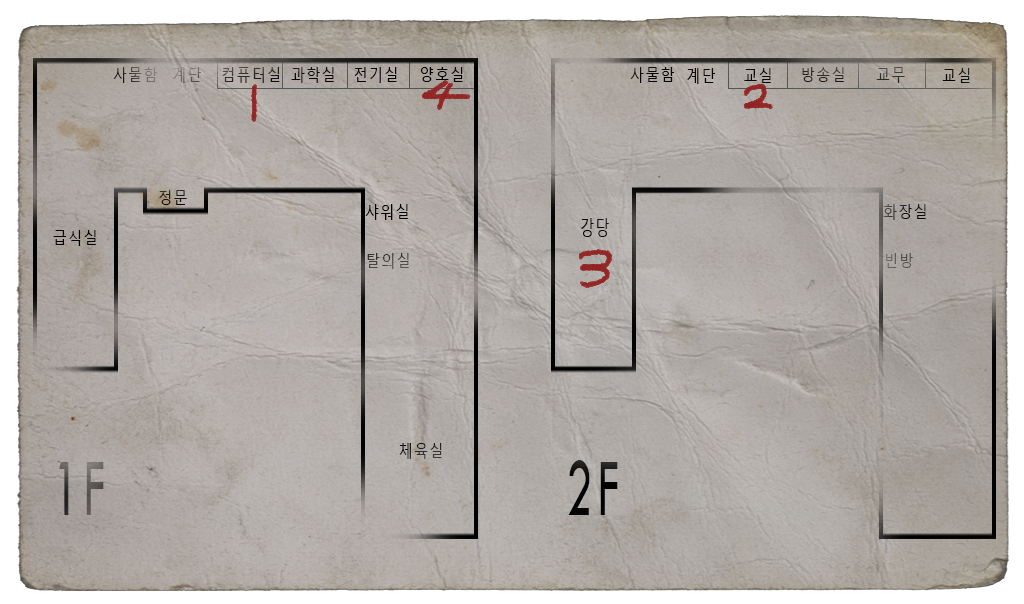 사물함 계단 컴퓨터실 과학실 전기실 양호실
1 4
정문
샤워실
급식실
탈의실
체육실
1F
사물함 계단 교실 방송실 교무 교실
2
화장실
강당
3
빈방
2F